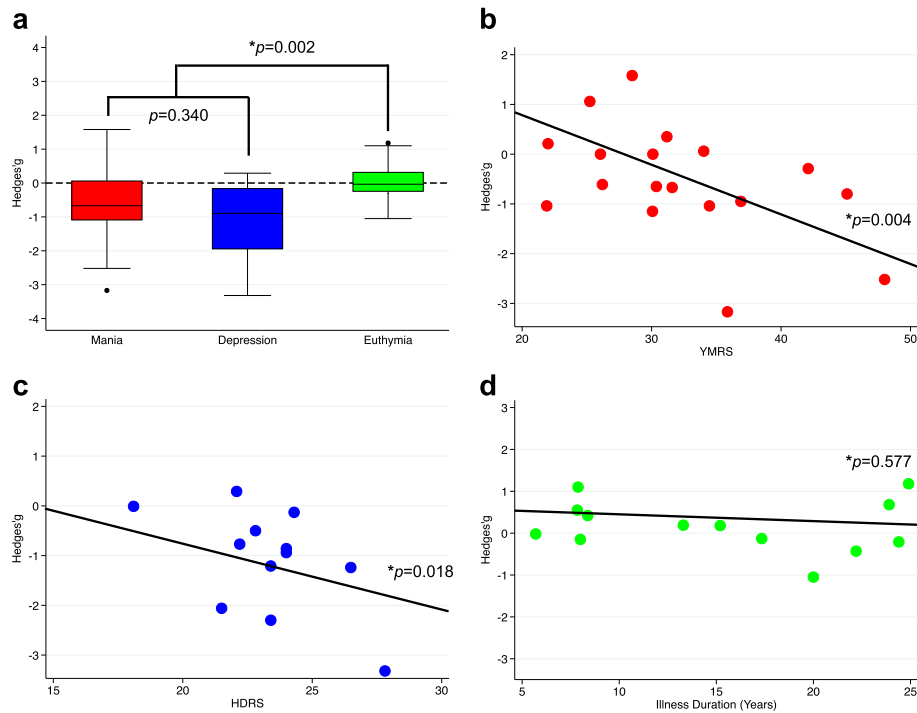 a
*p=0.002
p=0.340
4
3
2
1
0
-1
-2
-3
-4
Hedges'g
Mania Depression Euthymia
b
2
1
0
-1
-2
-3
Hedges'g
*p=0.004
20 30 40 50
YMRS
c
2
1
0
-1
-2
-3
Hedges'g
*p=0.018
15 20 25 30
HDRS
d
3
2
1
0
-1
-2
-3
Hedges'g
*p=0.577
5 10 15 20 25
Illness Duration (Years)